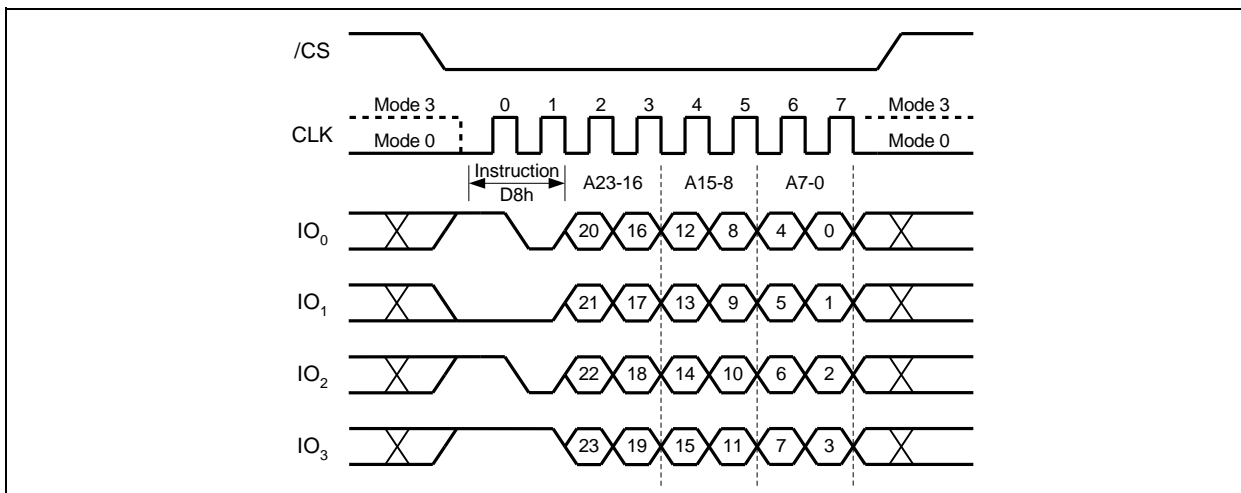 /CS
Mode 3 0 1 2 3 4 5 6 7 Mode 3
CLK
Mode 0 Mode 0
Instruction
D8h A23-16 A15-8 A7-0
IO0 20 16 12 8 4 0
IO1 21 17 13 9 5 1
IO2 22 18 14 10 6 2
IO3 23 19 15 11 7 3